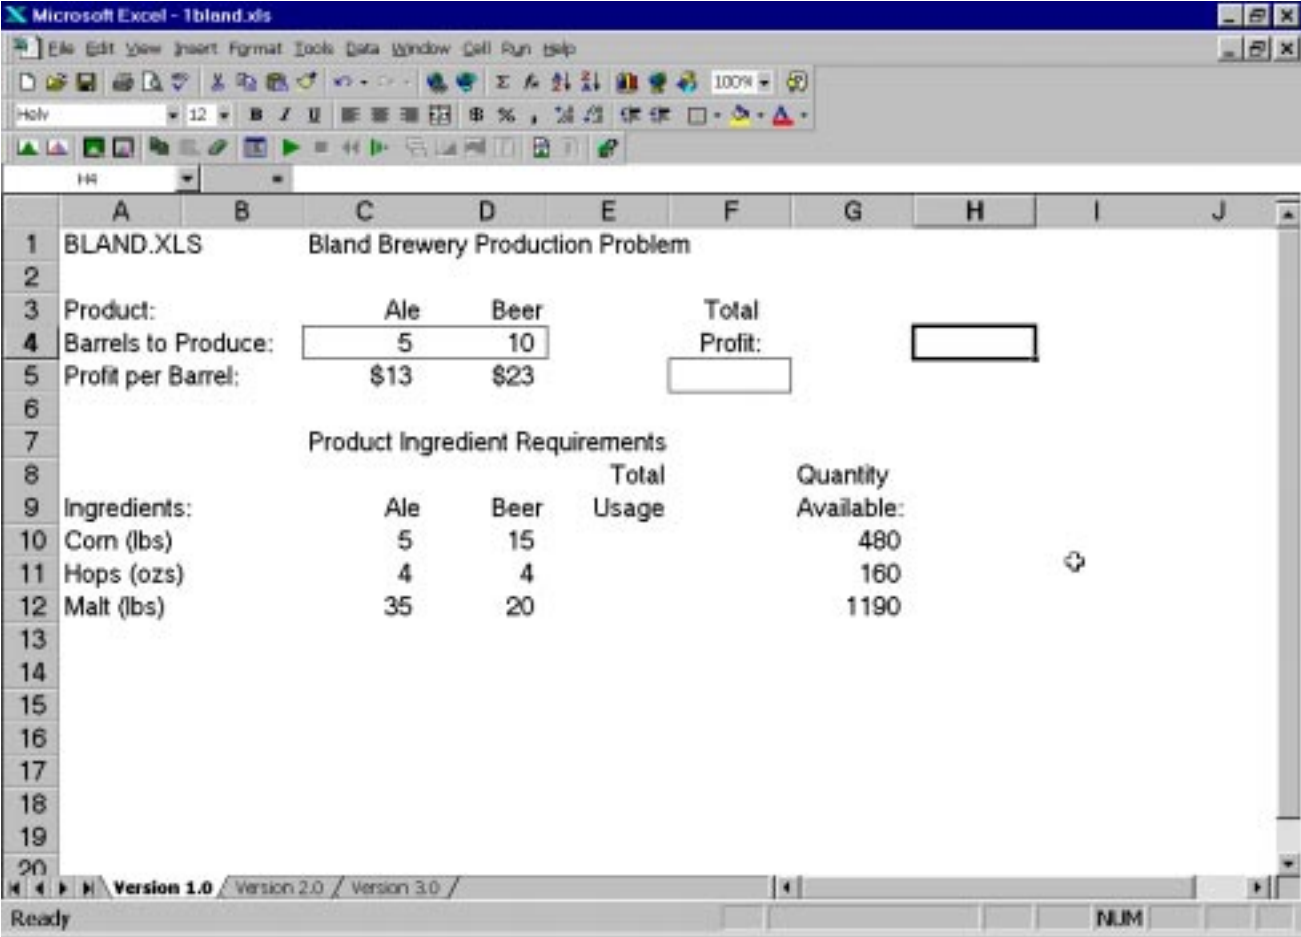 Microsoft Excel - 1bland.xls
File Edit View Insert Format Tools Data Window Cell Run Help
100%
Helv 12 B I U %
H4 =
A B C D E F G H I J
1 BLAND.XLS Bland Brewery Production Problem
2
3 Product: Ale Beer Total
4 Barrels to Produce: 5 10 Profit:
5 Profit per Barrel: $13 $23
6
7 Product Ingredient Requirements
8 Total Quantity
9 Ingredients: Ale Beer Usage Available:
10 Corn (lbs) 5 15 480
11 Hops (ozs) 4 4 160
12 Malt (lbs) 35 20 1190
13
14
15
16
17
18
19
20
Version 1.0 Version 2.0 Version 3.0
Ready NUM